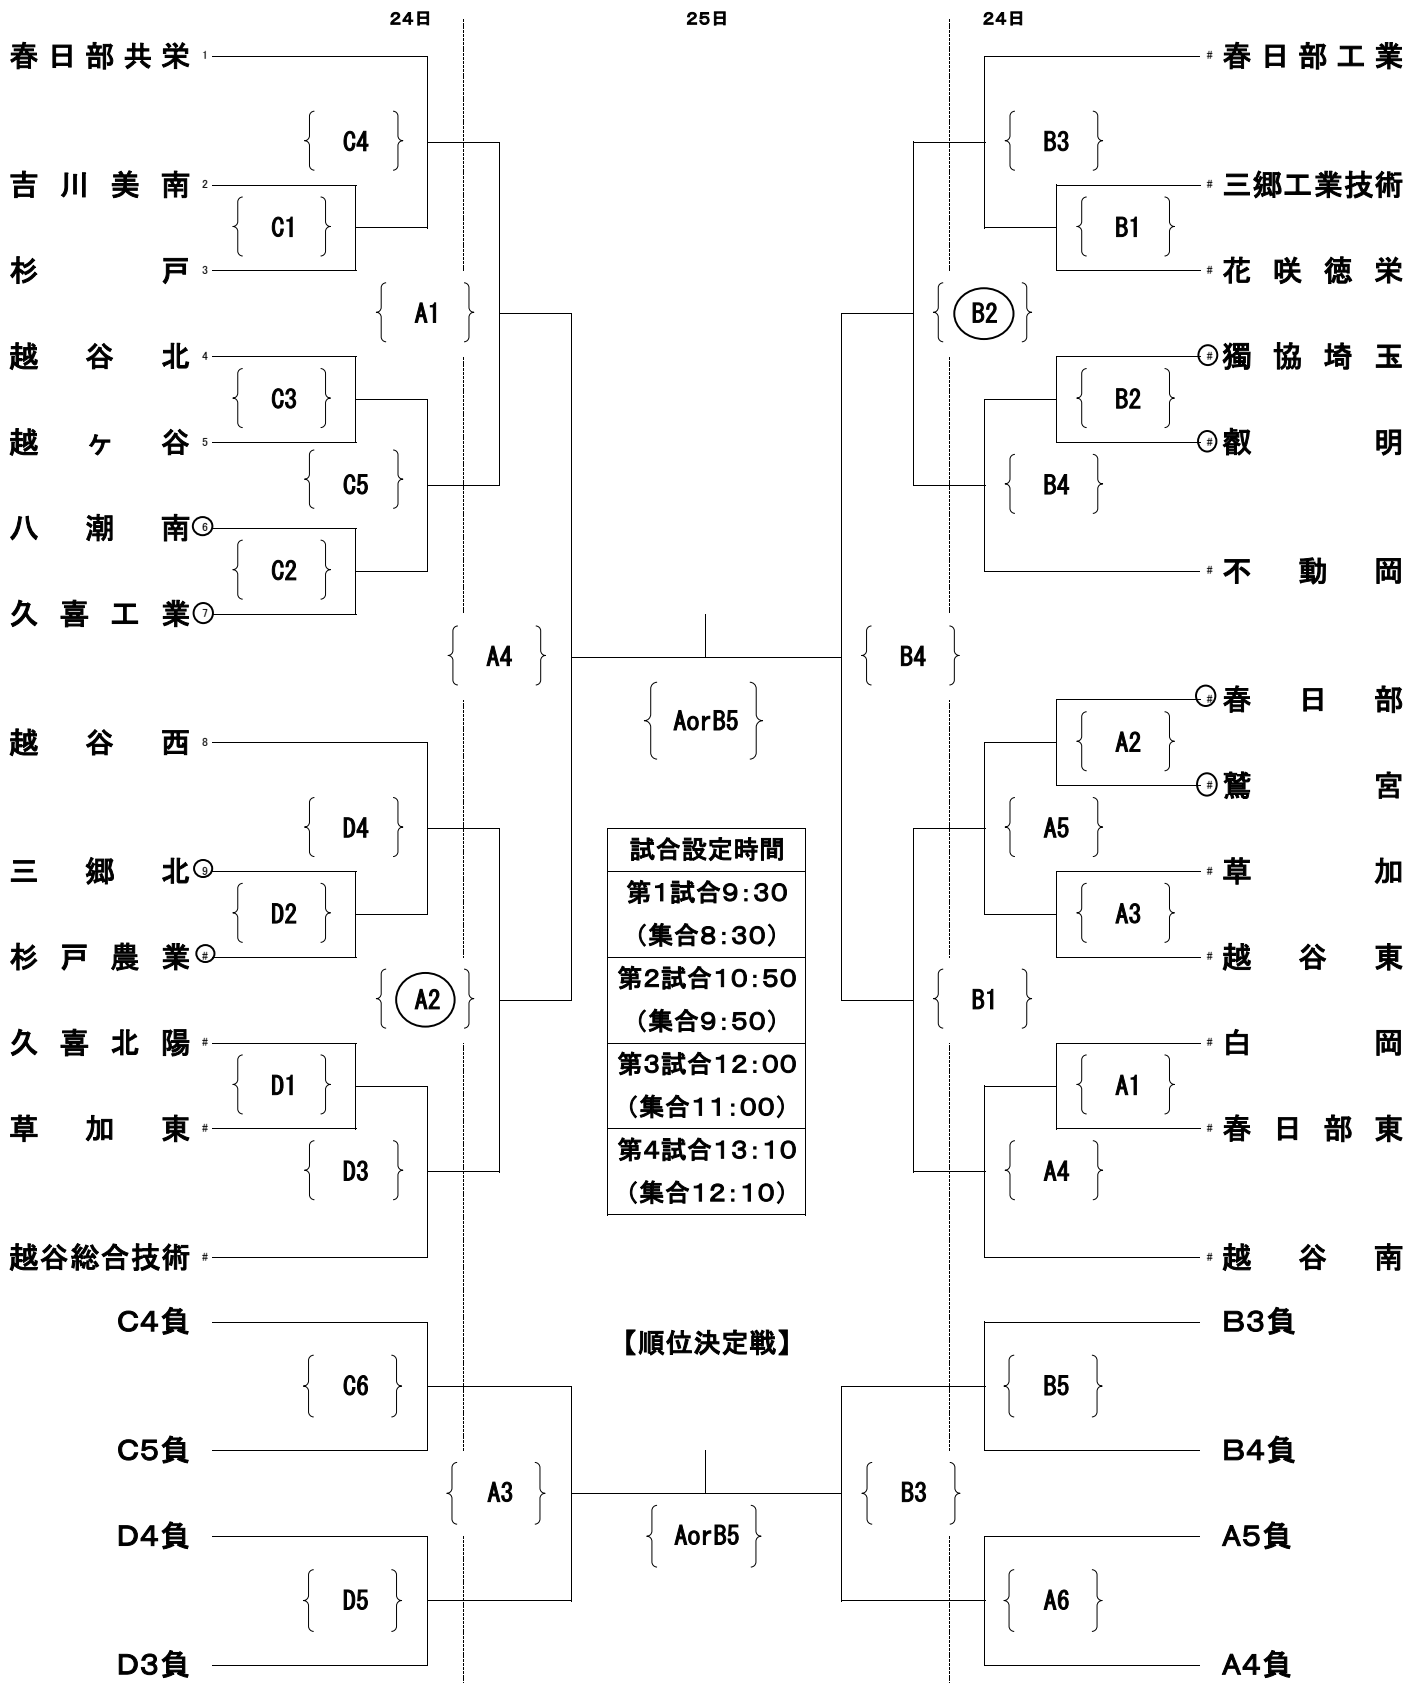 24日 25日 24日
春日部共栄 1 # 春日部工業
C4 B3
吉川美南 2 # 三郷工業技術
C1 B1
杉戸 3 # 花咲徳栄
A1 B2
越谷北 4 # 獨協埼玉
C3 B2
越ヶ谷 5 # 叡明
C5 B4
八潮南 6
C2 # 不動岡
久喜工業 7
A4 B4
# 春日部
AorB5
越谷西 8 A2
# 鷲宮
D4 A5
試合設定時間
三郷北 9 # 草加
第1試合9:30
D2 A3
(集合8:30)
杉戸農業 # # 越谷東
第2試合10:50
A2 B1
(集合9:50)
久喜北陽 # # 白岡
第3試合12:00
D1 A1
(集合11:00)
草加東 # # 春日部東
第4試合13:10
D3 A4
(集合12:10)
越谷総合技術 # # 越谷南
C4負 B3負
【順位決定戦】
C6 B5
C5負 B4負
A3 B3
AorB5
D4負 A5負
D5 A6
D3負 A4負